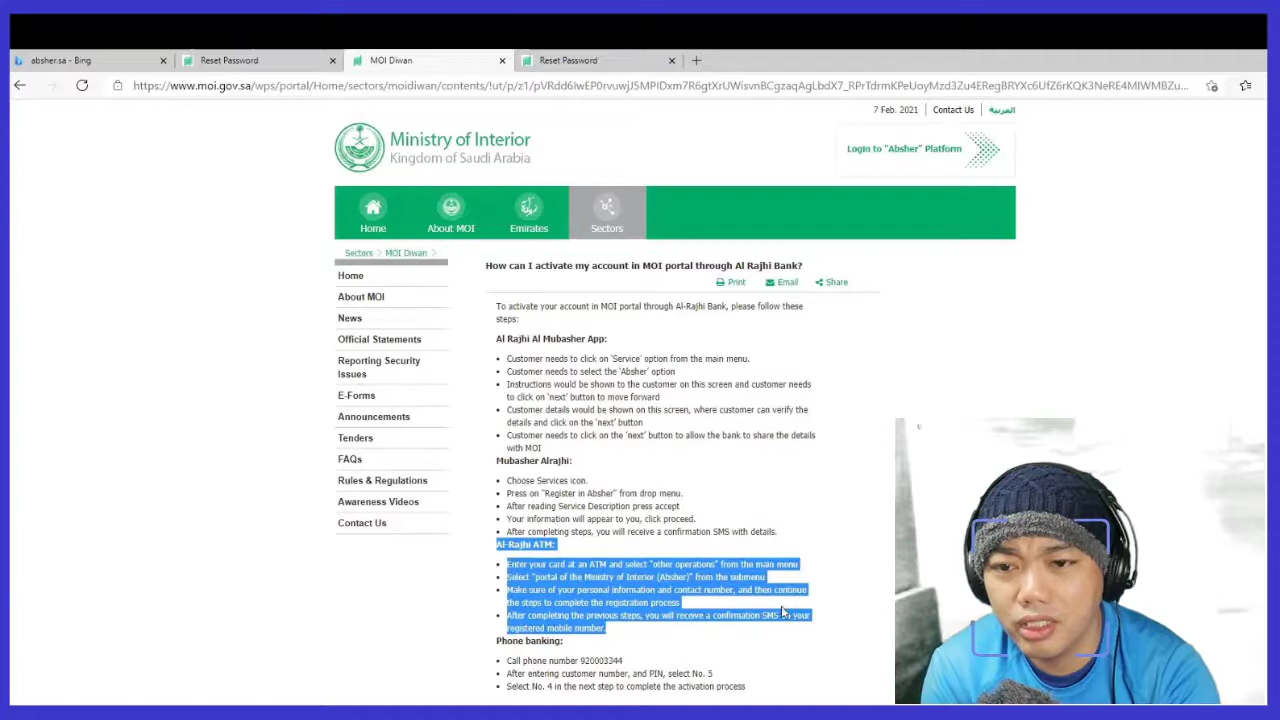 absher.sa - Bing
Reset Password
MOI Diwan
Reset Password
https://www.moi.gov.sa/wps/portal/Home/sectors/moidiwan/contents/!ut/p/z1/
7 Feb. 2021
Contact Us
العربية
Ministry of Interior
Kingdom of Saudi Arabia
Login to "Absher" Platform
Home
About MOI
Emirates
Sectors
Sectors > MOI Diwan >
Home
About MOI
News
Official Statements
Reporting Security
Issues
E-Forms
Announcements
Tenders
FAQs
Rules & Regulations
Awareness Videos
Contact Us
How can I activate my account in MOI portal through Al Rajhi Bank?
Print
Email
Share
To activate your account in MOI portal through Al-Rajhi Bank, please follow these
steps:
Al Rajhi Al Mubasher App:
• Customer needs to click on 'Service' option from the main menu.
• Customer needs to select the 'Absher' option
• Instructions would be shown to the customer on this screen and customer needs
to click on 'next' button to move forward
• Customer details would be shown on this screen, where customer can verify the
details and click on the 'next' button
• Customer needs to click on the 'next' button to allow the bank to share the details
with MOI
Mubasher Alrajhi:
• Choose Services icon.
• Press on "Register in Absher" from drop menu.
• After reading Service Description press accept
• Your information will appear to you, click proceed.
• After completing steps, you will receive a confirmation SMS with details.
Al-Rajhi ATM:
• Enter your card at an ATM and select "other operations" from the main menu
• Select "portal of the Ministry of Interior (Absher)" from the submenu
• Make sure of your personal information and contact number, and then continue
the steps to complete the registration process
• After completing the previous steps, you will receive a confirmation SMS on your
registered mobile number.
Phone banking:
• Call phone number 920003344
• After entering customer number, and PIN, select No. 5
• Select No. 4 in the next step to complete the activation process